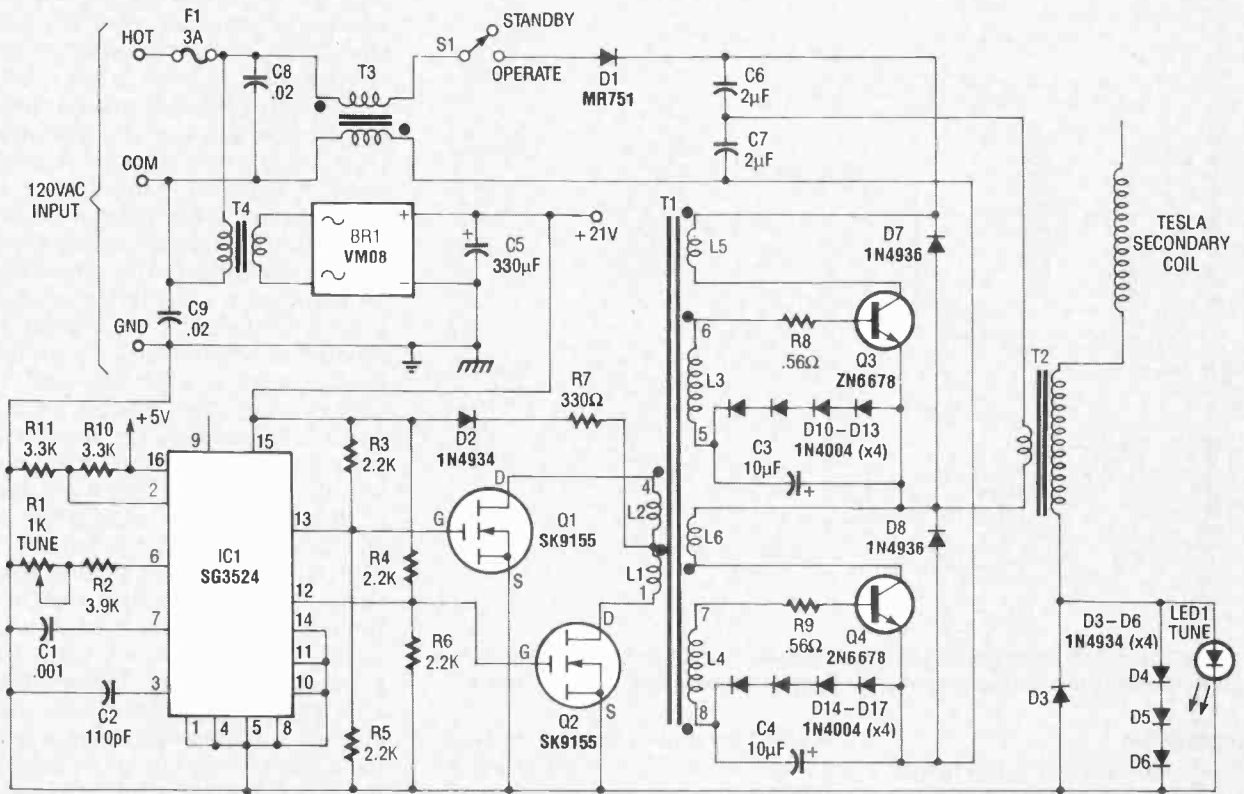 F1
3A
HOT
C8
.02
T3
S1
STANDBY
OPERATE
D1
MR751
C6
2µF
C7
2µF
COM
120VAC
INPUT
T4
BR1
VM08
+
−
+
C5
330µF
+21V
C9
.02
GND
T1
L5
D7
1N4936
TESLA
SECONDARY
COIL
6
R8
.56Ω
Q3
ZN6678
L3
5
D10–D13
1N4004 (x4)
C3
10µF
+
T2
+5V
R11
3.3K
R10
3.3K
9
15
16
2
R1
1K
TUNE
6
R2
3.9K
IC1
SG3524
13
12
14
11
10
7
C1
.001
3
C2
110pF
1
4
5
8
R3
2.2K
D2
1N4934
R7
330Ω
R4
2.2K
R6
2.2K
R5
2.2K
D
G
S
Q1
SK9155
D
G
S
Q2
SK9155
4
L2
L1
1
L6
D8
1N4936
7
R9
.56Ω
Q4
2N6678
L4
8
D14–D17
1N4004 (x4)
C4
10µF
+
D3–D6
1N4934 (x4)
LED1
TUNE
D3
D4
D5
D6